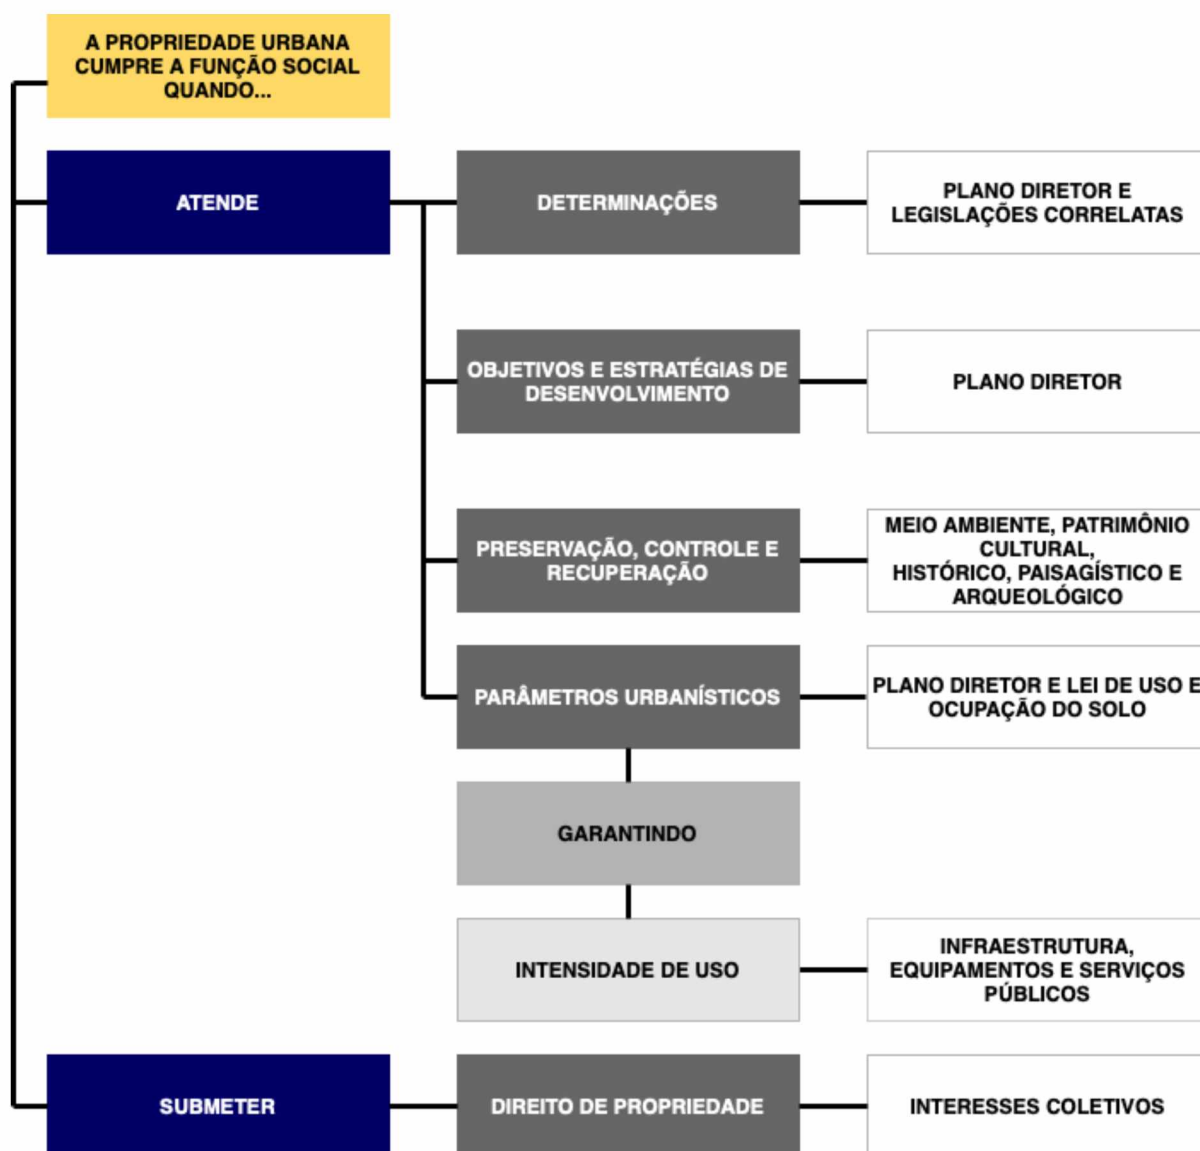 A PROPRIEDADE URBANA
CUMPRE A FUNÇÃO SOCIAL
QUANDO...
ATENDE
DETERMINAÇÕES
PLANO DIRETOR E
LEGISLAÇÕES CORRELATAS
OBJETIVOS E ESTRATÉGIAS DE
DESENVOLVIMENTO
PLANO DIRETOR
PRESERVAÇÃO, CONTROLE E
RECUPERAÇÃO
MEIO AMBIENTE, PATRIMÔNIO
CULTURAL,
HISTÓRICO, PAISAGÍSTICO E
ARQUEOLÓGICO
PARÂMETROS URBANÍSTICOS
PLANO DIRETOR E LEI DE USO E
OCUPAÇÃO DO SOLO
GARANTINDO
INTENSIDADE DE USO
INFRAESTRUTURA,
EQUIPAMENTOS E SERVIÇOS
PÚBLICOS
SUBMETER
DIREITO DE PROPRIEDADE
INTERESSES COLETIVOS